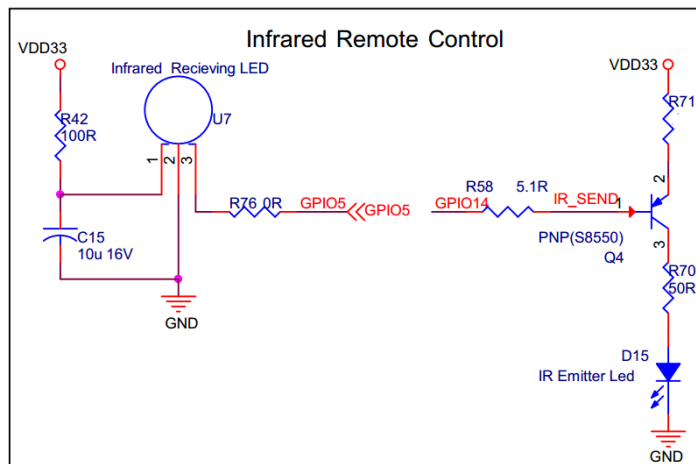 Infrared Remote Control
VDD33
Infrared Recieving LED
VDD33
R42
100R
U7
R71
1
2
3
2
R76 0R
GPIO5
GPIO5
GPIO14
R58
5.1R
IR_SEND
1
C15
10u 16V
PNP(S8550)
Q4
3
R70
50R
GND
D15
IR Emitter Led
GND